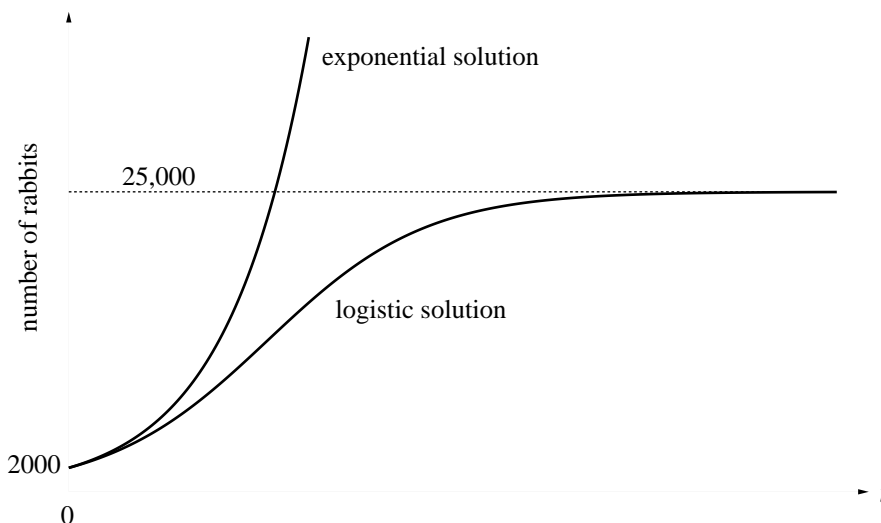 exponential solution
25,000
number of rabbits
logistic solution
2000
0